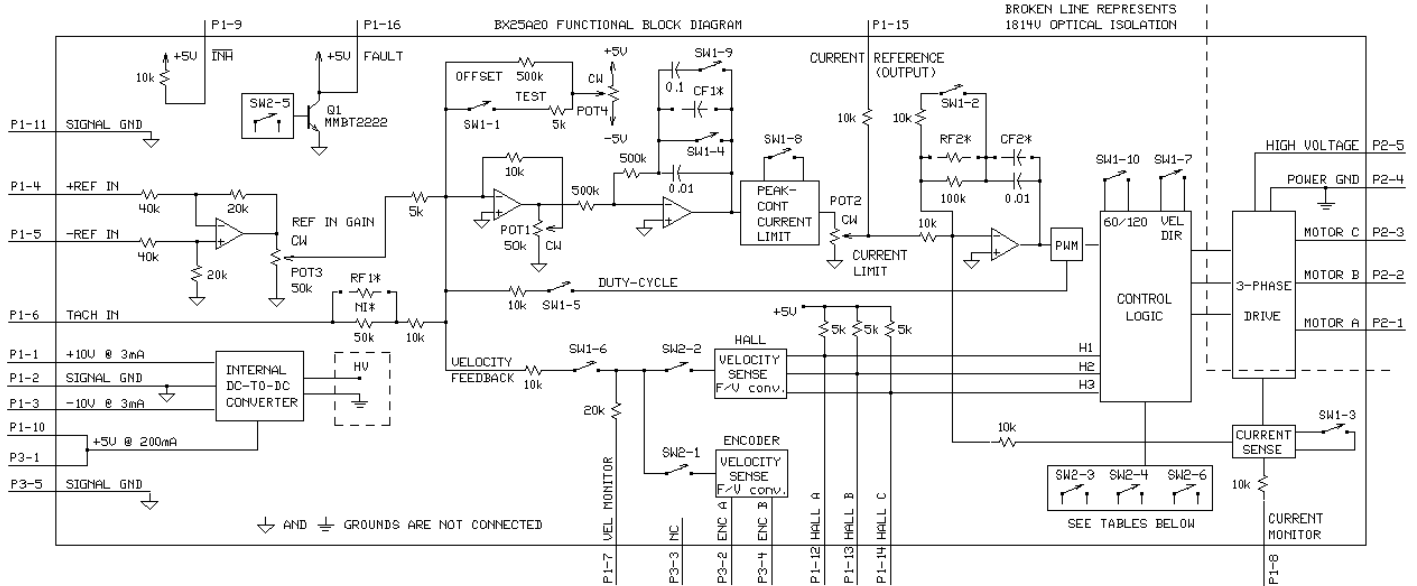 BROKEN LINE REPRESENTS
1814V OPTICAL ISOLATION
P1-9
P1-16
BX25A20 FUNCTIONAL BLOCK DIAGRAM
P1-15
+5V
INH
10k
+5V
FAULT
SW2-5
Q1
MMBT2222
OFFSET
500k
TEST
SW1-1
5k
+5V
CW
POT4
-5V
SW1-9
0.1
CF1*
SW1-4
500k
0.01
CURRENT REFERENCE
(OUTPUT)
10k
SW1-2
10k
RF2*
CF2*
100k
0.01
P1-11
SIGNAL GND
P1-4
+REF IN
40k
20k
P1-5
-REF IN
40k
20k
REF IN GAIN
CW
POT3
50k
5k
10k
POT1
50k
CW
500k
SW1-8
PEAK-
CONT
CURRENT
LIMIT
POT2
CW
CURRENT
LIMIT
10k
PWM
SW1-10
SW1-7
60/120
VEL
DIR
CONTROL
LOGIC
HIGH VOLTAGE
P2-5
POWER GND
P2-4
MOTOR C
P2-3
MOTOR B
P2-2
MOTOR A
P2-1
3-PHASE
DRIVE
P1-6
TACH IN
RF1*
NI*
50k
10k
10k
SW1-5
DUTY-CYCLE
+5V
5k
5k
5k
P1-1
+10V @ 3mA
P1-2
SIGNAL GND
P1-3
-10V @ 3mA
P1-10
+5V @ 200mA
P3-1
P3-5
SIGNAL GND
INTERNAL
DC-TO-DC
CONVERTER
HV
VELOCITY
FEEDBACK
10k
SW1-6
20k
SW2-2
HALL
VELOCITY
SENSE
F/V conv.
H1
H2
H3
SW2-1
ENCODER
VELOCITY
SENSE
F/V conv.
10k
CURRENT
SENSE
SW1-3
10k
SW2-3
SW2-4
SW2-6
SEE TABLES BELOW
CURRENT
MONITOR
AND
GROUNDS ARE NOT CONNECTED
P1-7 VEL MONITOR
P3-3 NC
P3-2 ENC A
P3-4 ENC B
P1-12 HALL A
P1-13 HALL B
P1-14 HALL C
P1-8